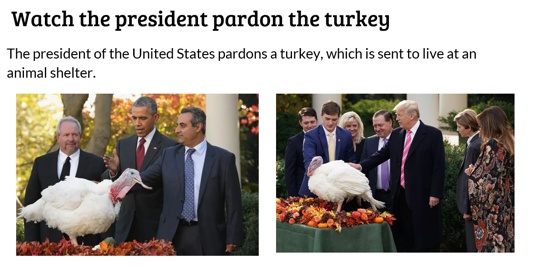 Watch the president pardon the turkey
The president of the United States pardons a turkey, which is sent to live at an
animal shelter.